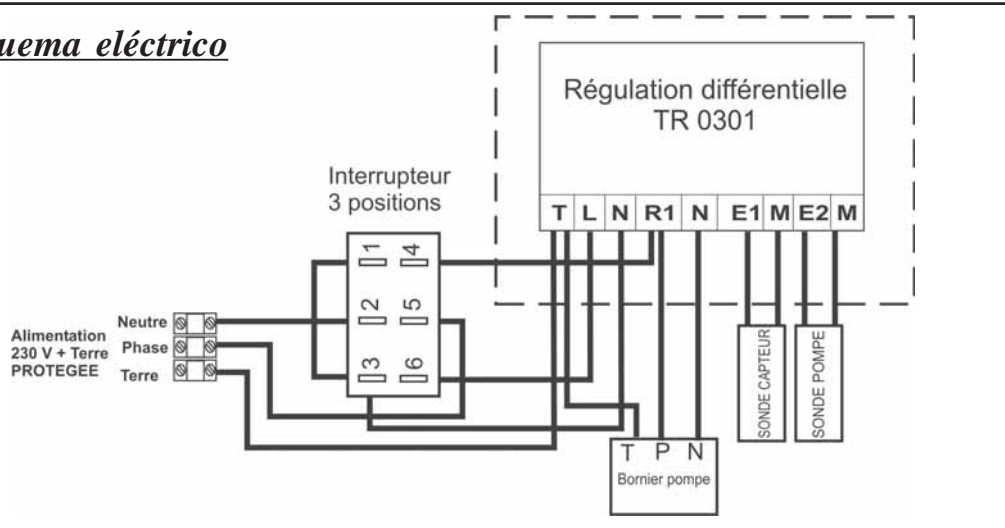 eléctrico
Régulation différentielle
TR 0301
Interrupteur
3 positions
T L N R1 N E1 M E2 M
1 4
2 5
3 6
Neutre
Phase
Terre
Alimentation
230 V + Terre
PROTEGEE
SONDE CAPTEUR
SONDE POMPE
T P N
Bornier pompe